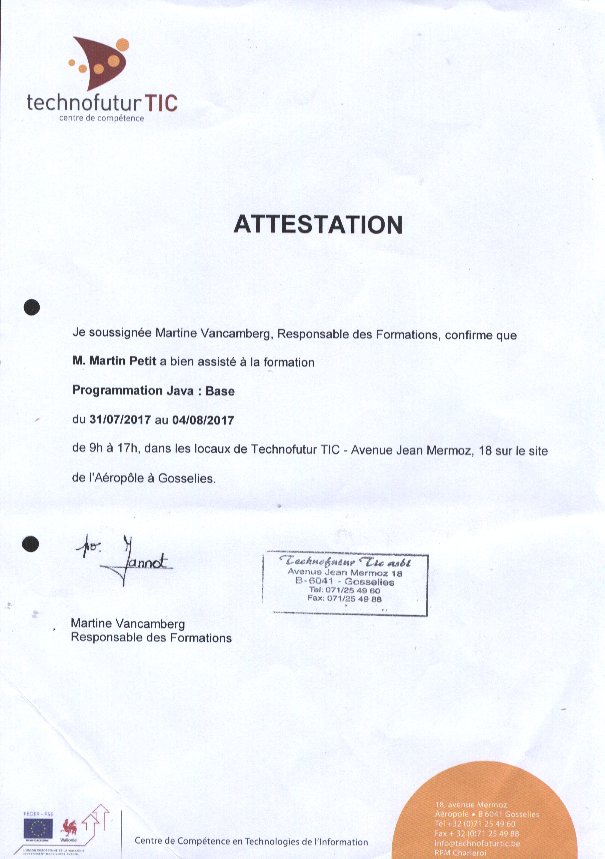 technofutur TIC
centre de compétence
ATTESTATION
Je soussignée Martine Vancamberg, Responsable des Formations, confirme que
M. Martin Petit a bien assisté à la formation
Programmation Java : Base
du 31/07/2017 au 04/08/2017
de 9h à 17h, dans les locaux de Technofutur TIC - Avenue Jean Mermoz, 18 sur le site
de l'Aéropôle à Gosselies.
po. Jannot
Technofutur Tic asbl
Avenue Jean Mermoz 18
B-6041 - Gosselies
Tel: 071/25 49 60
Fax: 071/25 49 88
Martine Vancamberg
Responsable des Formations
FEDER - FSE
Wallonie
Centre de Compétence en Technologies de l'Information
18, avenue Mermoz
Aéropole • B 6041 Gosselies
Tél +32 (0)71 25 49 60
Fax + 32 (0)71 25 49 88
info@technofuturtic.be
RPM Charleroi